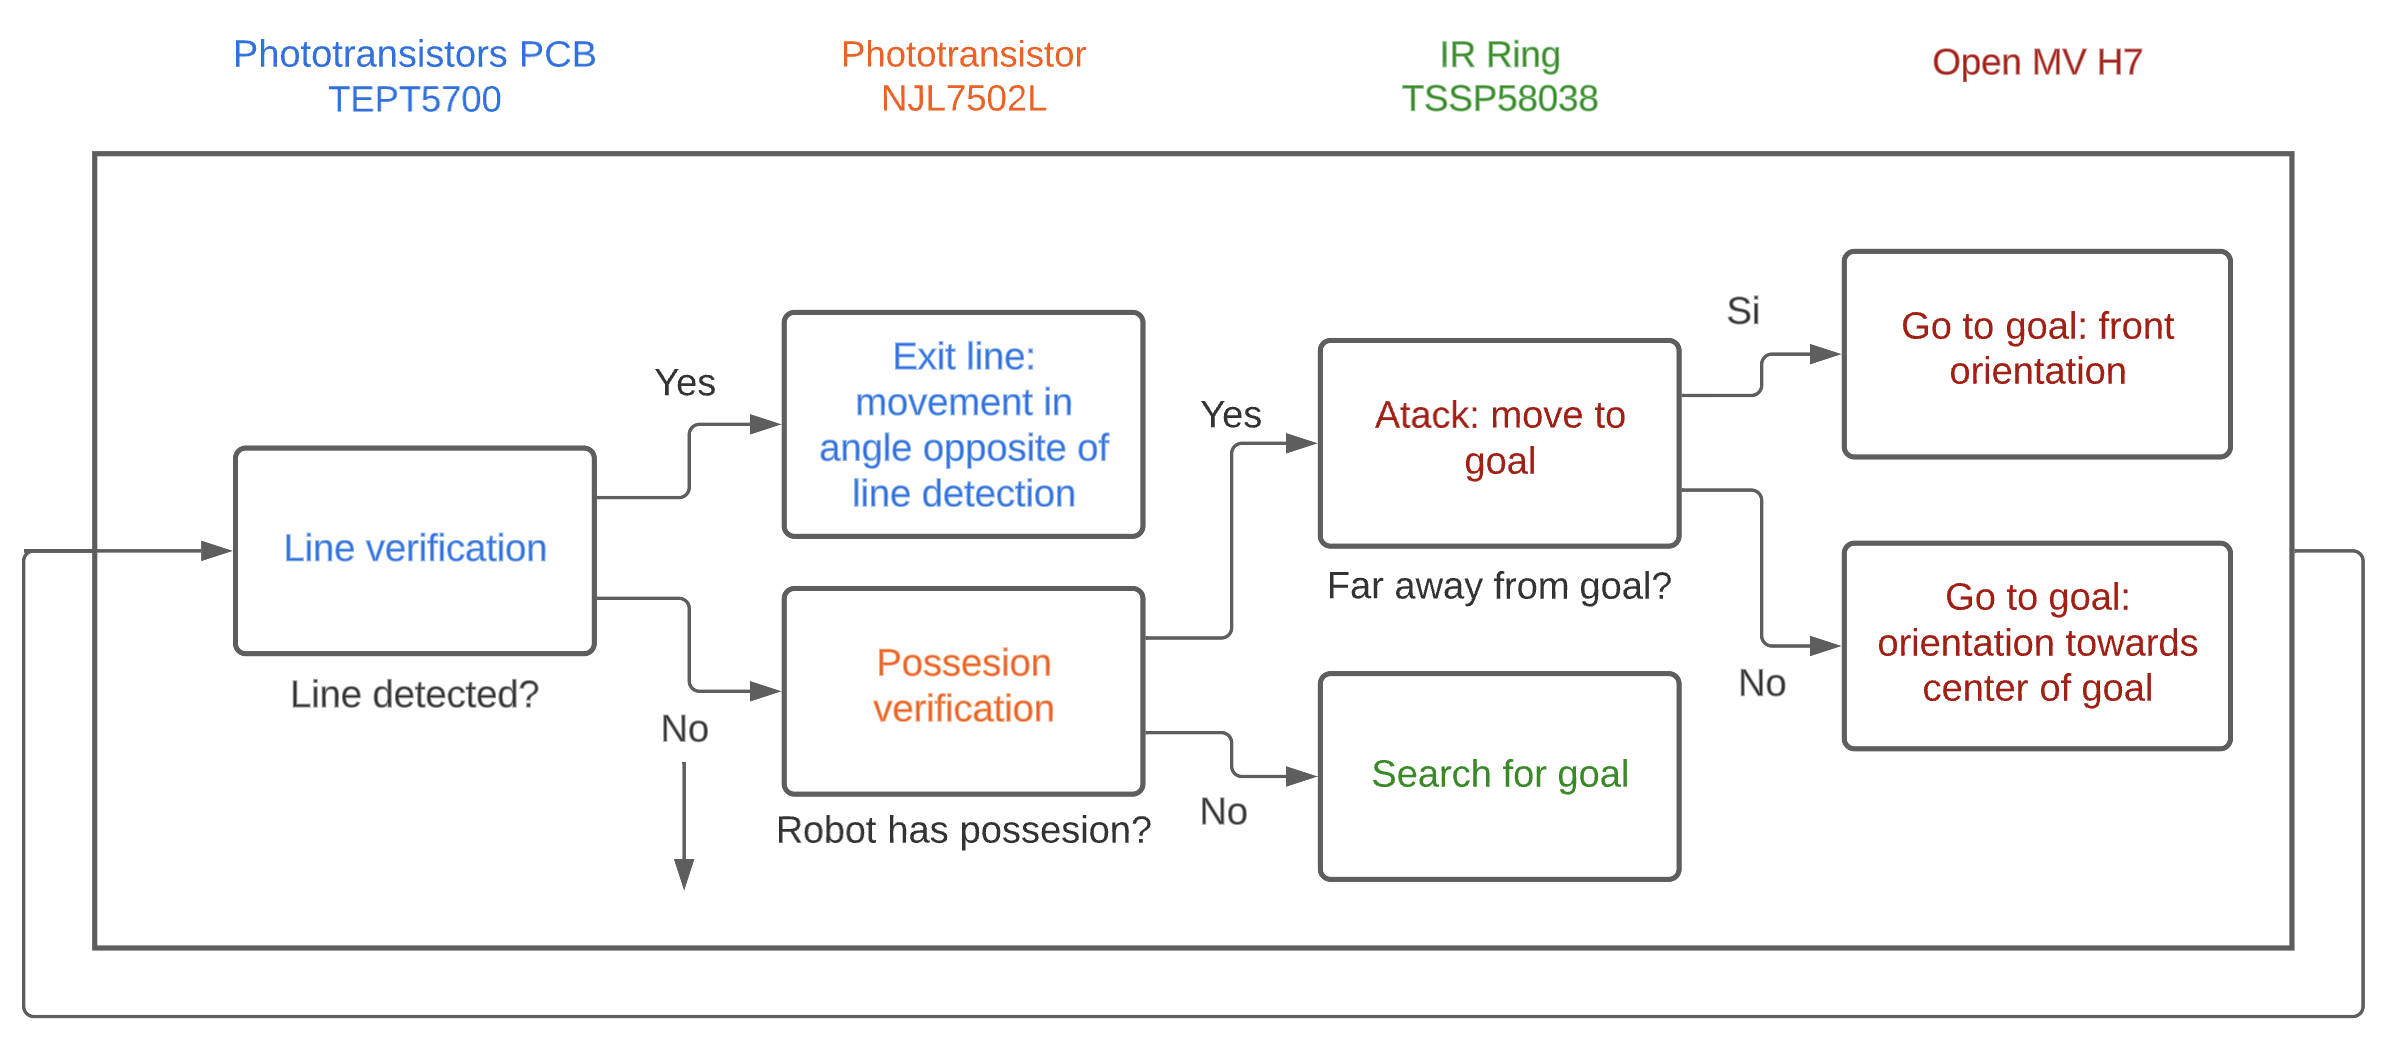 Phototransistors PCB
TEPT5700
Phototransistor
NJL7502L
IR Ring
TSSP58038
Open MV H7
Line verification
Line detected?
Yes
No
Exit line:
movement in
angle opposite of
line detection
Possesion
verification
Robot has possesion?
Yes
No
Atack: move to
goal
Far away from goal?
Search for goal
Si
No
Go to goal: front
orientation
Go to goal:
orientation towards
center of goal